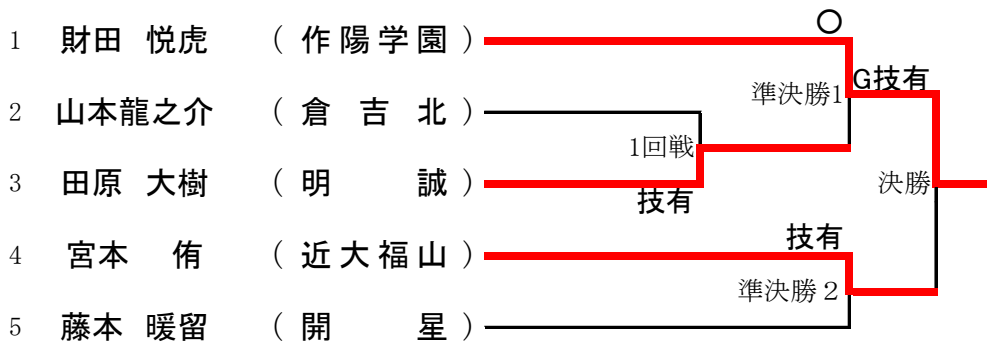 ○
1 財田 悦虎 ( 作陽学園 )
準決勝1 G技有
2 山本龍之介 ( 倉吉北 )
1回戦
3 田原 大樹 ( 明 誠 )
決勝
技有
4 宮本 侑 ( 近大福山 )
技有
準決勝２
5 藤本 暖留 ( 開 星 )